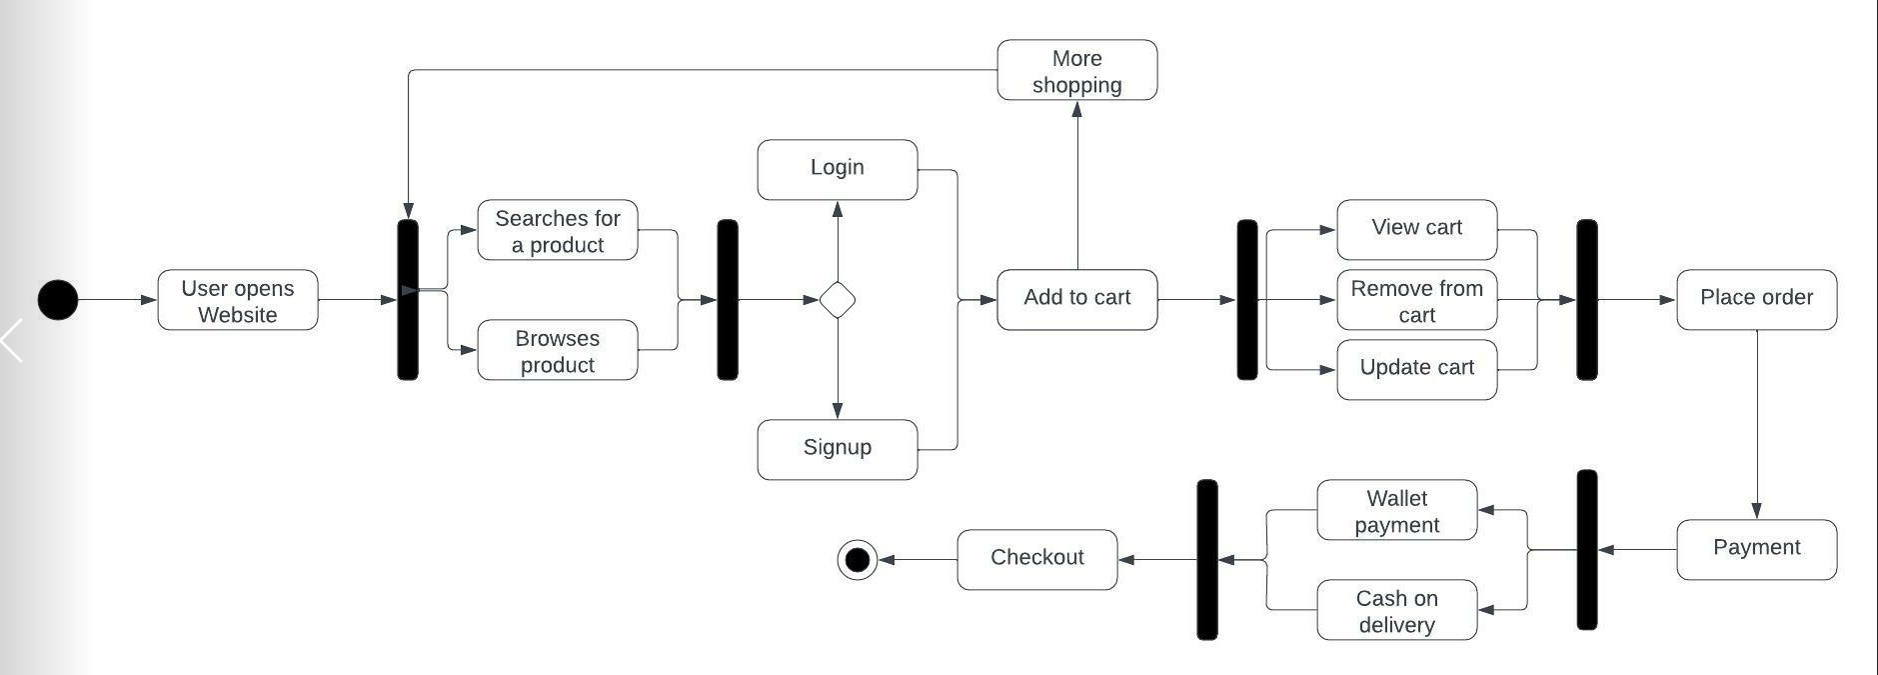 More
shopping
Login
Searches for
a product
View cart
User opens
Website
Add to cart
Remove from
cart
Place order
Browses
product
Update cart
Signup
Wallet
payment
Checkout
Payment
Cash on
delivery